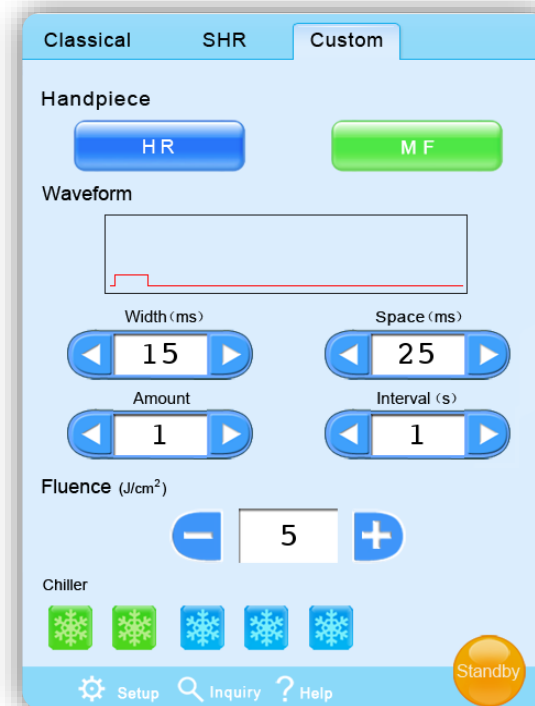 Classical SHR Custom
Handpiece
HR MF
Waveform
Width (ms) Space (ms)
15 25
Amount Interval (s)
1 1
Fluence (J/cm²)
5
Chiller
Standby
Setup Inquiry ? Help